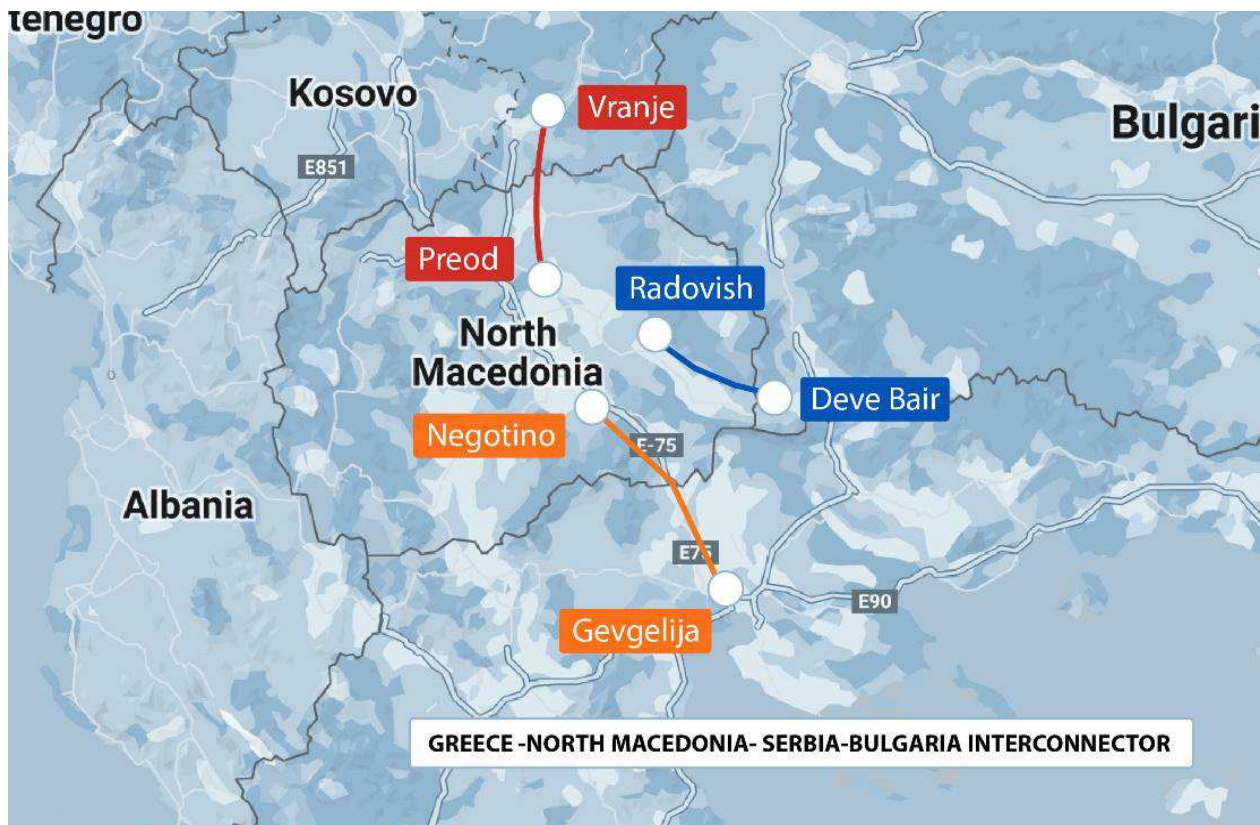 tenegro
Kosovo
Vranje
Bulgari
E851
Preod
Radovish
North
Macedonia
Deve Bair
Negotino
E-75
Albania
E75
E90
Gevgelija
GREECE -NORTH MACEDONIA- SERBIA-BULGARIA INTERCONNECTOR